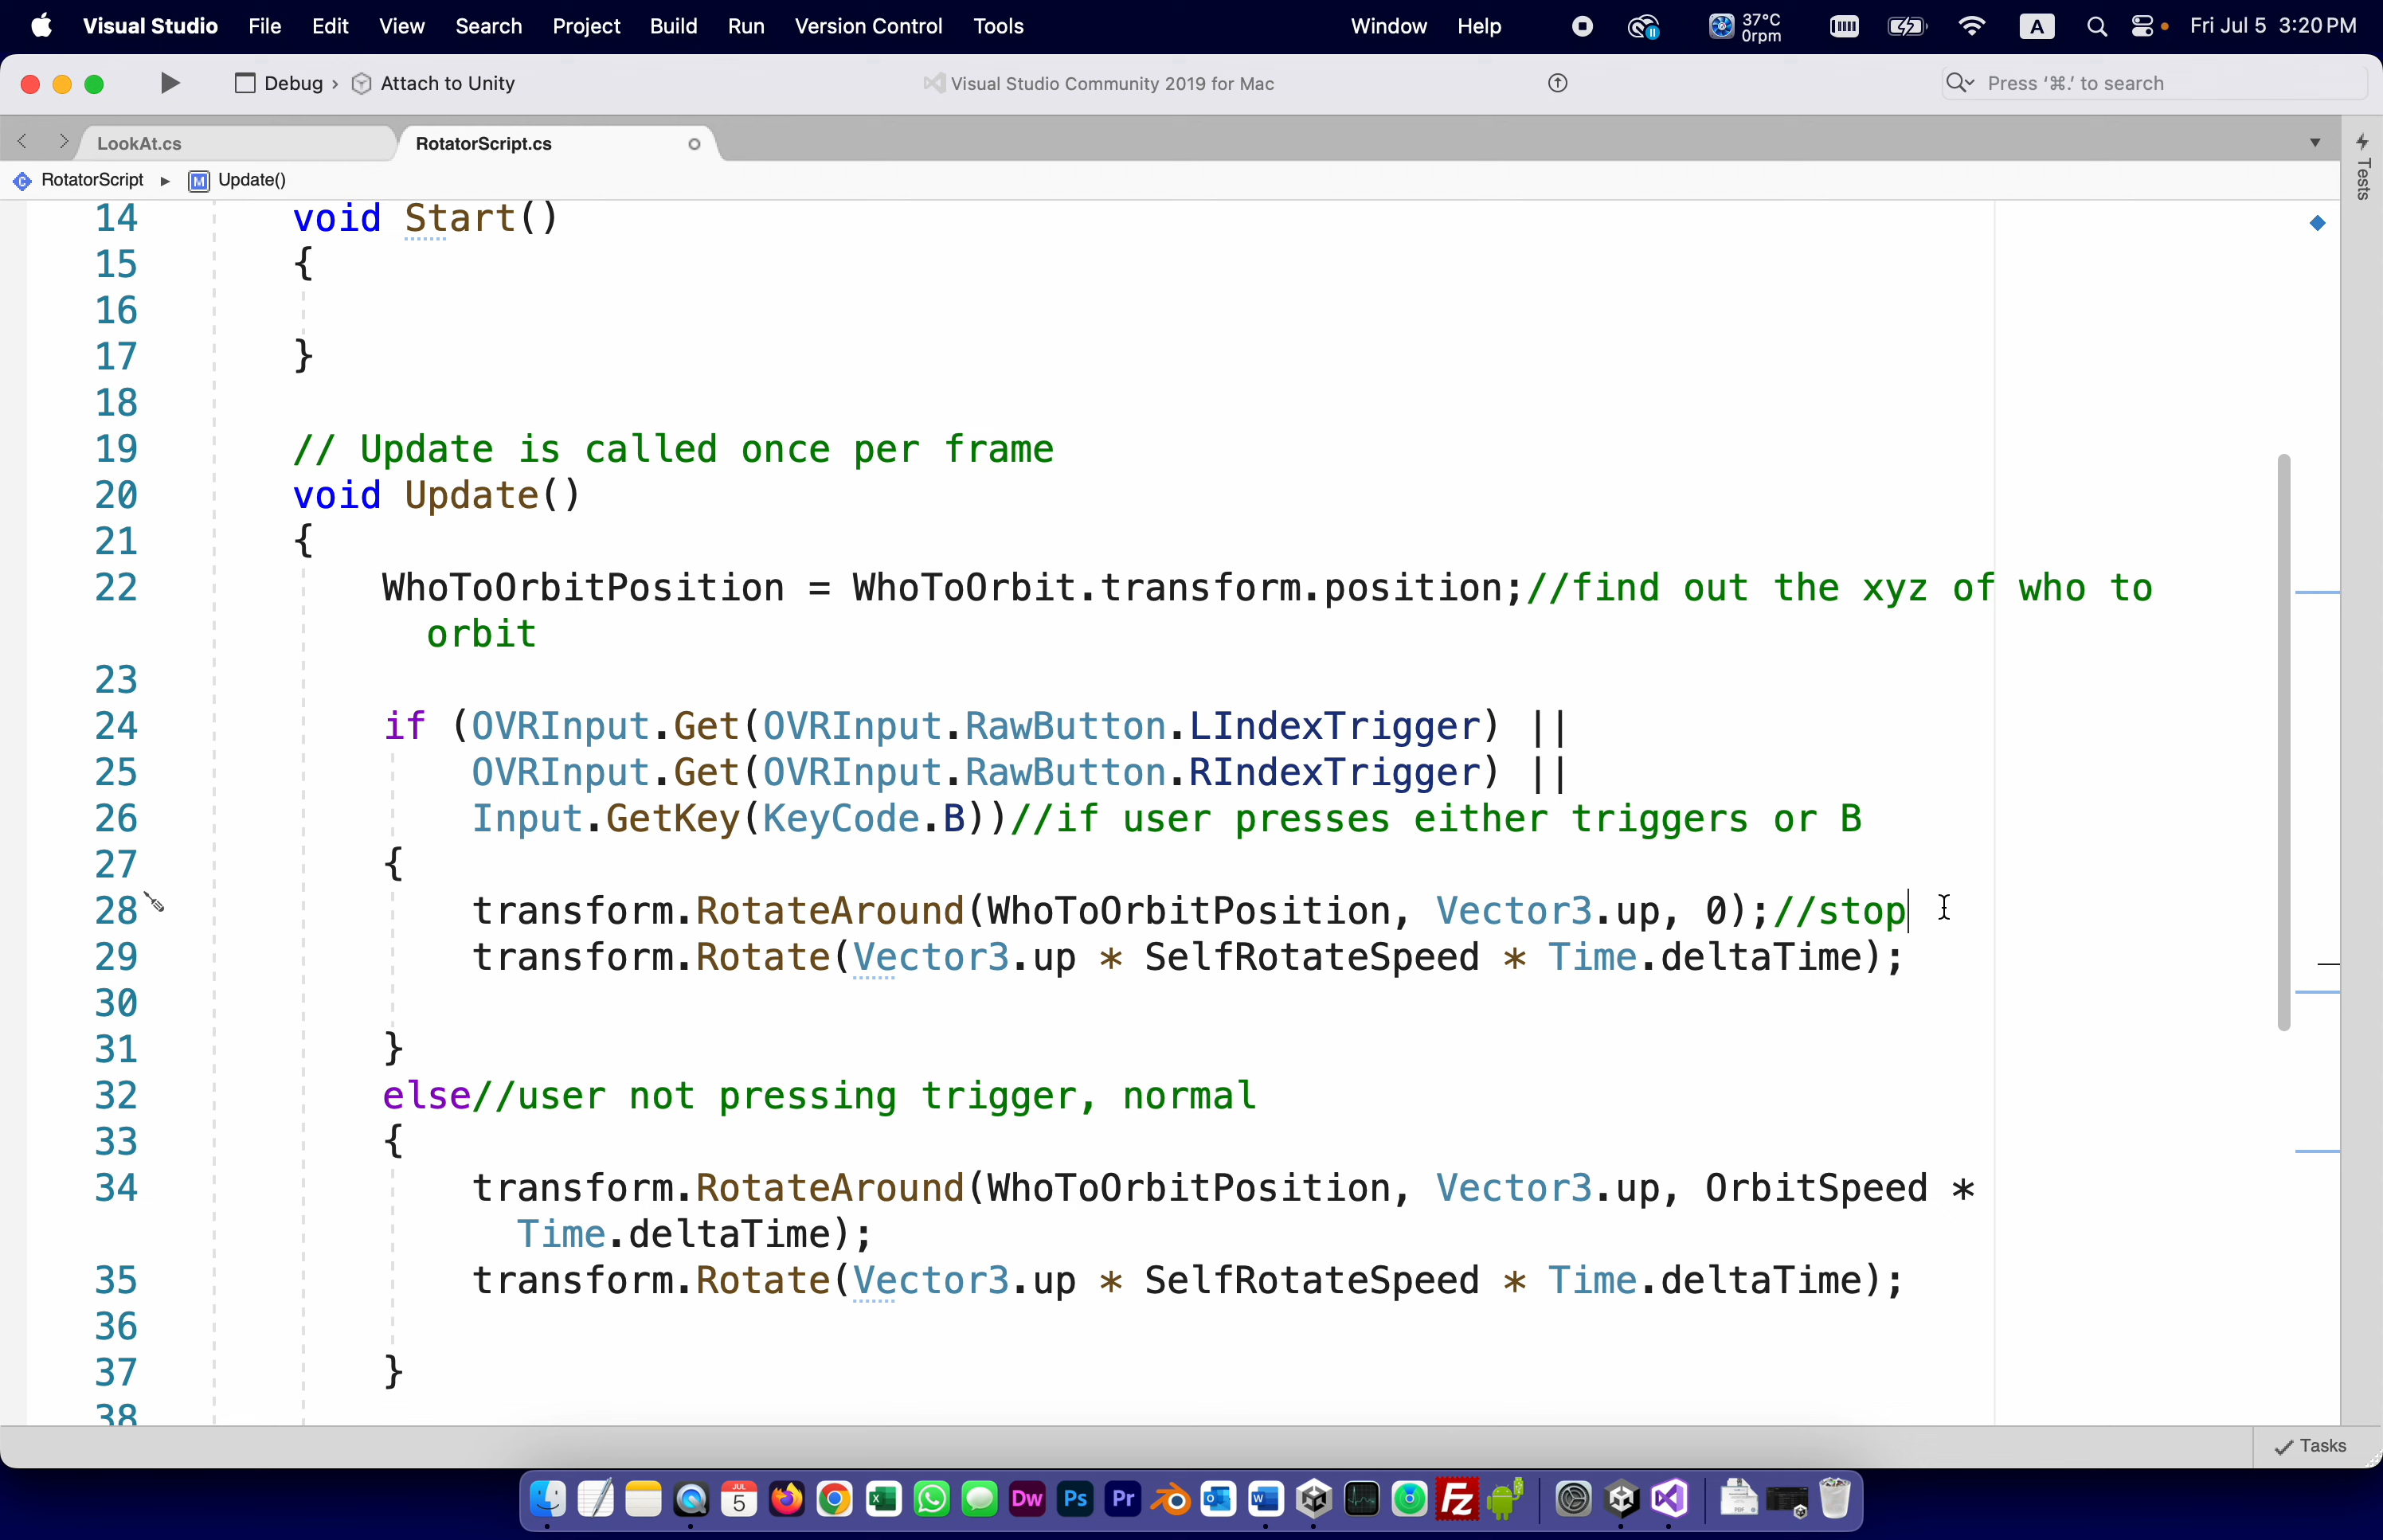 Visual Studio File Edit View Search Project Build Run Version Control Tools Window Help 37°C 0rpm A Fri Jul 5 3:20 PM
Debug › Attach to Unity Visual Studio Community 2019 for Mac Press ‘⌘.’ to search
LookAt.cs RotatorScript.cs
RotatorScript ▸ M Update()
Tests
14 void Start()
15 {
16
17 }
18
19 // Update is called once per frame
20 void Update()
21 {
22 WhoToOrbitPosition = WhoToOrbit.transform.position;//find out the xyz of who to
orbit
23
24 if (OVRInput.Get(OVRInput.RawButton.LIndexTrigger) ||
25 OVRInput.Get(OVRInput.RawButton.RIndexTrigger) ||
26 Input.GetKey(KeyCode.B))//if user presses either triggers or B
27 {
28 transform.RotateAround(WhoToOrbitPosition, Vector3.up, 0);//stop
29 transform.Rotate(Vector3.up * SelfRotateSpeed * Time.deltaTime);
30
31 }
32 else//user not pressing trigger, normal
33 {
34 transform.RotateAround(WhoToOrbitPosition, Vector3.up, OrbitSpeed *
Time.deltaTime);
35 transform.Rotate(Vector3.up * SelfRotateSpeed * Time.deltaTime);
36
37 }
38
Tasks
JUL 5 Dw Ps Pr Fz